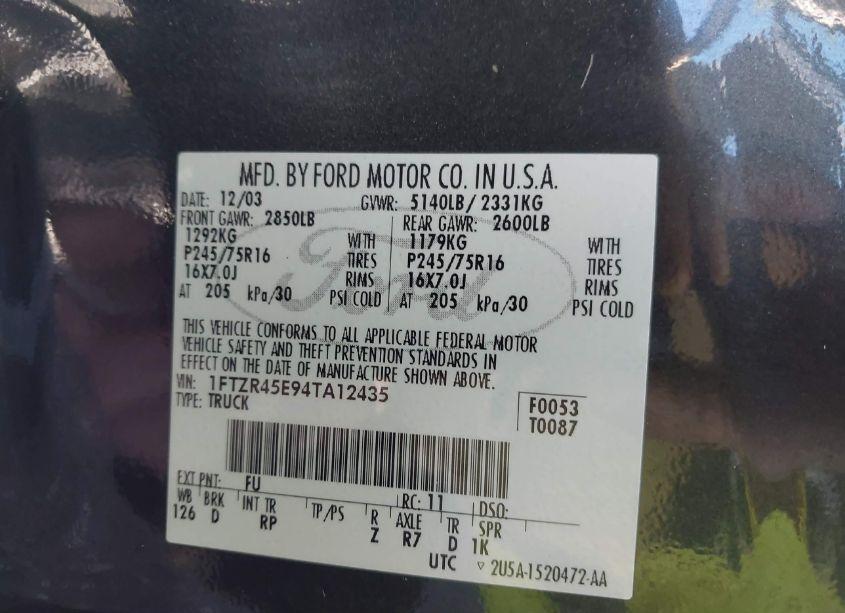 MFD. BY FORD MOTOR CO. IN U.S.A.
DATE: 12/03 GVWR: 5140LB/ 2331KG
FRONT GAWR: 2850LB REAR GAWR: 2600LB
1292KG WITH 1179KG WITH
P245/75R16 TIRES P245/75R16 TIRES
16X7.0J RIMS 16X7.0J RIMS
AT 205 kPa/30 PSI COLD AT 205 kPa/30 PSI COLD
Ford
THIS VEHICLE CONFORMS TO ALL APPLICABLE FEDERAL MOTOR
VEHICLE SAFETY AND THEFT PREVENTION STANDARDS IN
EFFECT ON THE DATE OF MANUFACTURE SHOWN ABOVE.
VIN: 1FTZR45E94TA12435 F0053
TYPE: TRUCK T0087
EXT PNT: FU RC: 11 DSO:
WB BRK INT TR TP/PS R AXLE TR SPR
126 D RP Z R7 D 1K
UTC ▽ 2U5A-1520472-AA